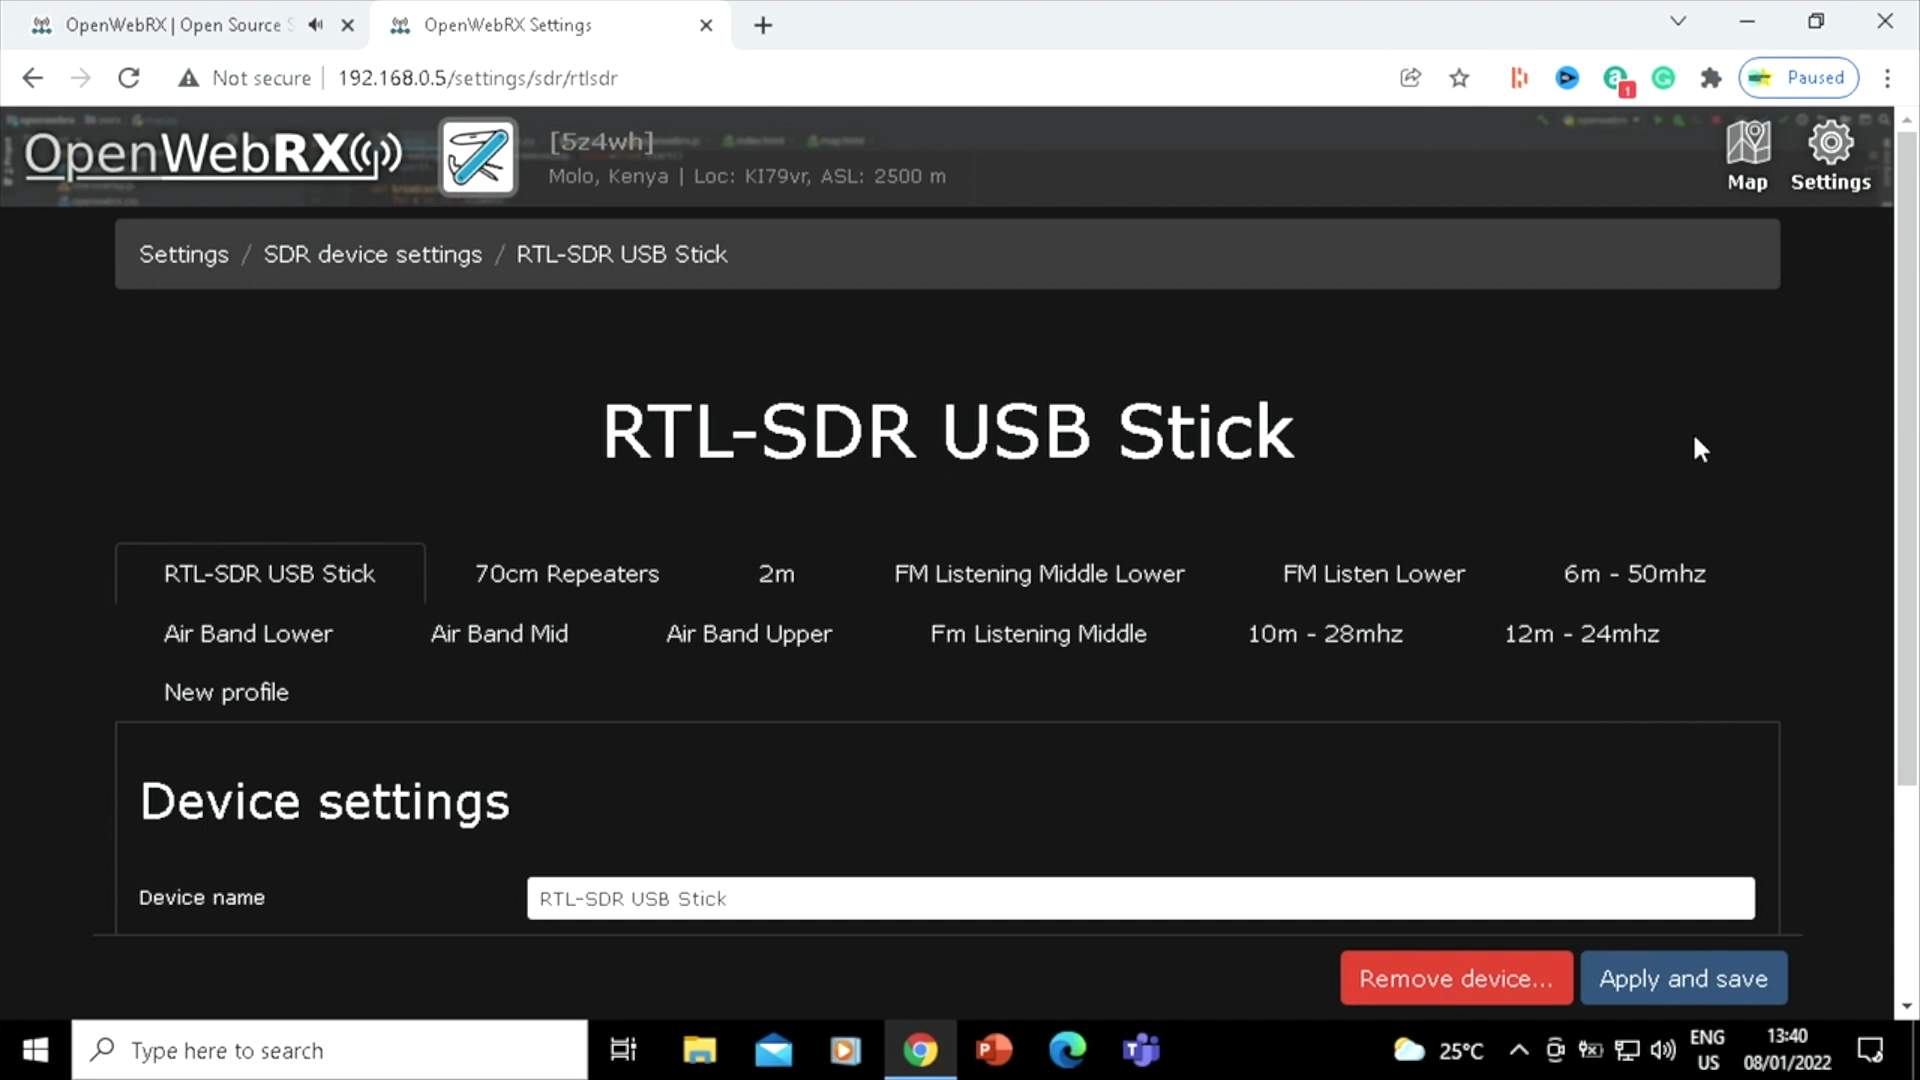 OpenWebRX | Open Source S
OpenWebRX Settings
Not secure
192.168.0.5/settings/sdr/rtlsdr
1
Paused
OpenWebRX
[5z4wh]
Molo, Kenya | Loc: KI79vr, ASL: 2500 m
Map
Settings
Settings / SDR device settings / RTL-SDR USB Stick
RTL-SDR USB Stick
RTL-SDR USB Stick 70cm Repeaters 2m FM Listening Middle Lower FM Listen Lower 6m - 50mhz
Air Band Lower Air Band Mid Air Band Upper Fm Listening Middle 10m - 28mhz 12m - 24mhz
New profile
Device settings
Device name RTL-SDR USB Stick
Remove device... Apply and save
Type here to search
25°C
ENG
US
13:40
08/01/2022